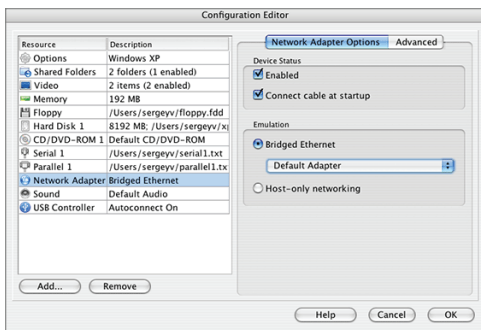 Configuration Editor
Resource Description
Options Windows XP
Shared Folders 2 folders (1 enabled)
Video 2 items (2 enabled)
Memory 192 MB
Floppy /Users/sergeyv/floppy.fdd
Hard Disk 1 8192 MB; /Users/sergeyv/xp
CD/DVD-ROM 1 Default CD/DVD-ROM
Serial 1 /Users/sergeyv/serial1.txt
Parallel 1 /Users/sergeyv/parallel1.tx
Network Adapter Bridged Ethernet
Sound Default Audio
USB Controller Autoconnect On
Add... Remove
Network Adapter Options Advanced
Device Status
Enabled
Connect cable at startup
Emulation
Bridged Ethernet
Default Adapter
Host-only networking
Help Cancel OK